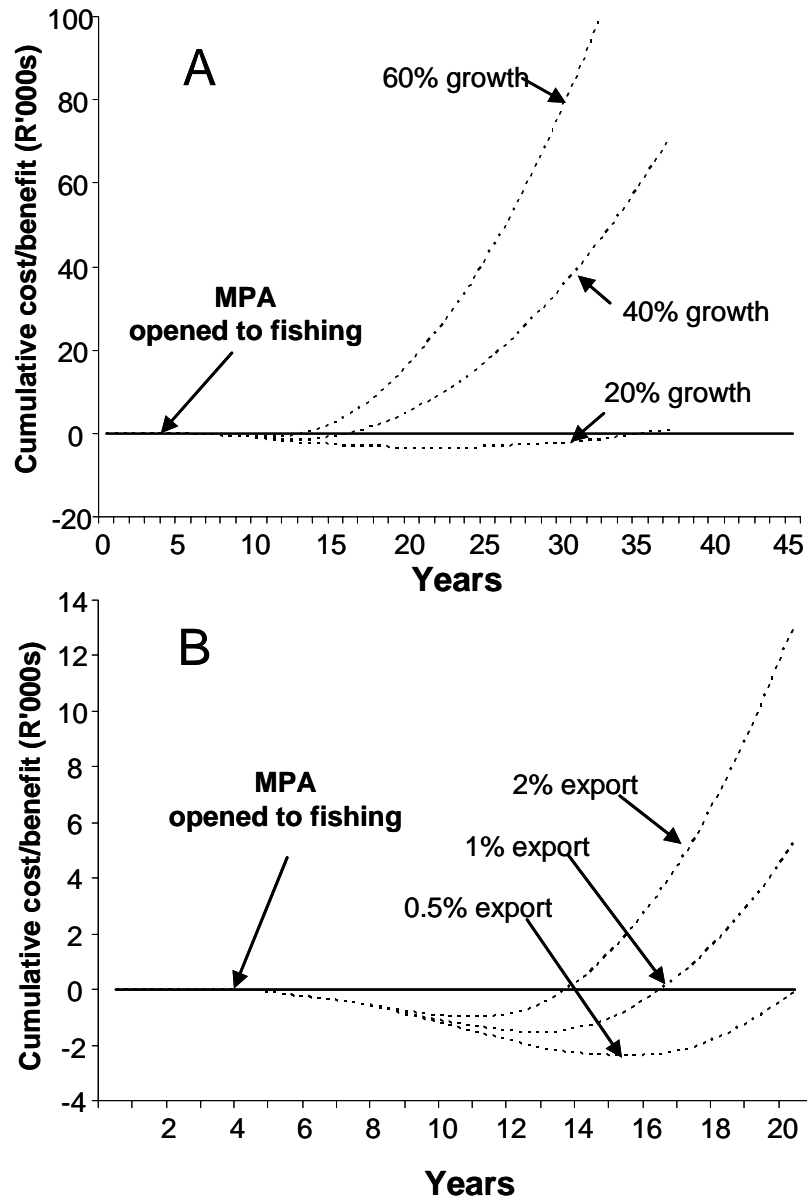 100
80
60
40
20
0
-20
Cumulative cost/benefit (R'000s)
A
60% growth
MPA
opened to fishing
40% growth
20% growth
0 5 10 15 20 25 30 35 40 45
Years
14
12
10
8
6
4
2
0
-2
-4
Cumulative cost/benefit (R'000s)
B
MPA
opened to fishing
2% export
1% export
0.5% export
2 4 6 8 10 12 14 16 18 20
Years